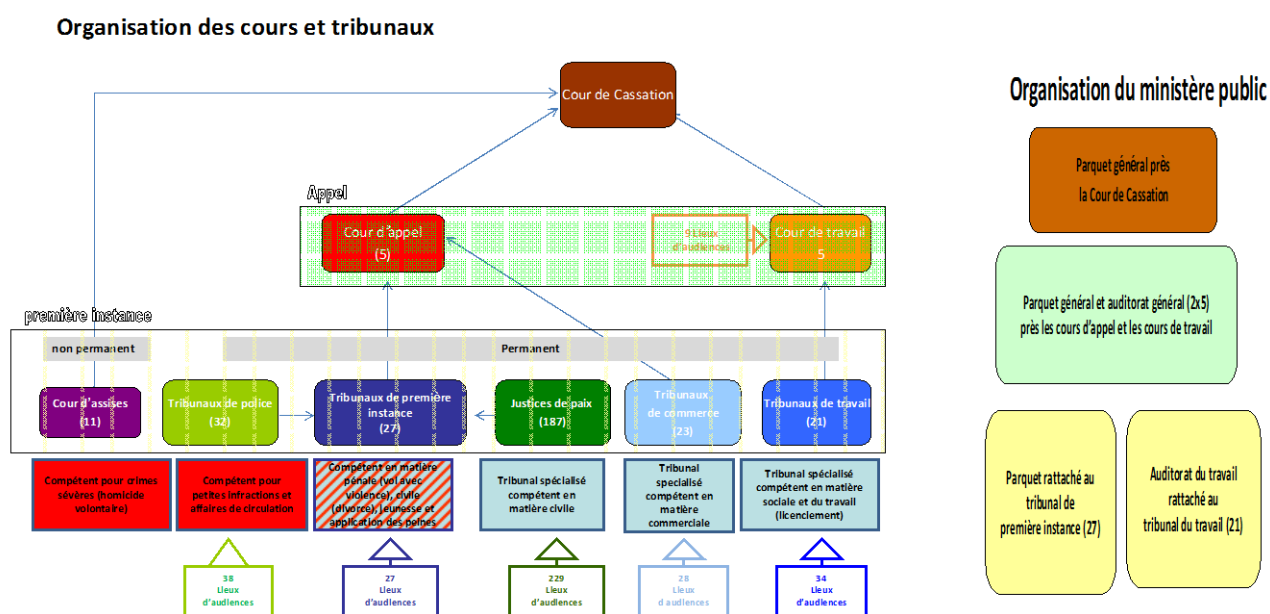 Organisation des cours et tribunaux
Cour de Cassation
Appel
Cour d'appel
(5)
9 Lieux
d'audiences
Cour de travail
5
première instance
non permanent
Permanent
Cour d'assises
(11)
Tribunaux de police
(32)
Tribunaux de première
instance
(27)
Justices de paix
(187)
Tribunaux
de commerce
(23)
Tribunaux de travail
(21)
Compétent pour crimes
sévères (homicide
volontaire)
Compétent pour
petites infractions et
affaires de circulation
Compétent en matière
pénale (vol avec
violence), civile
(divorce), jeunesse et
application des peines
Tribunal spécialisé
compétent en
matière civile
Tribunal
specialisé
compétent en
matière
commerciale
Tribunal spécialisé
compétent en matière
sociale et du travail
(licenciement)
38
Lieux
d'audiences
27
Lieux
d'audiences
229
Lieux
d'audiences
28
Lieux
d audiences
34
Lieux
d'audiences
Organisation du ministère public
Parquet général près
la Cour de Cassation
Parquet général et auditorat général (2x5)
près les cours d'appel et les cours de travail
Parquet rattaché au
tribunal de
première instance (27)
Auditorat du travail
rattaché au
tribunal du travail (21)